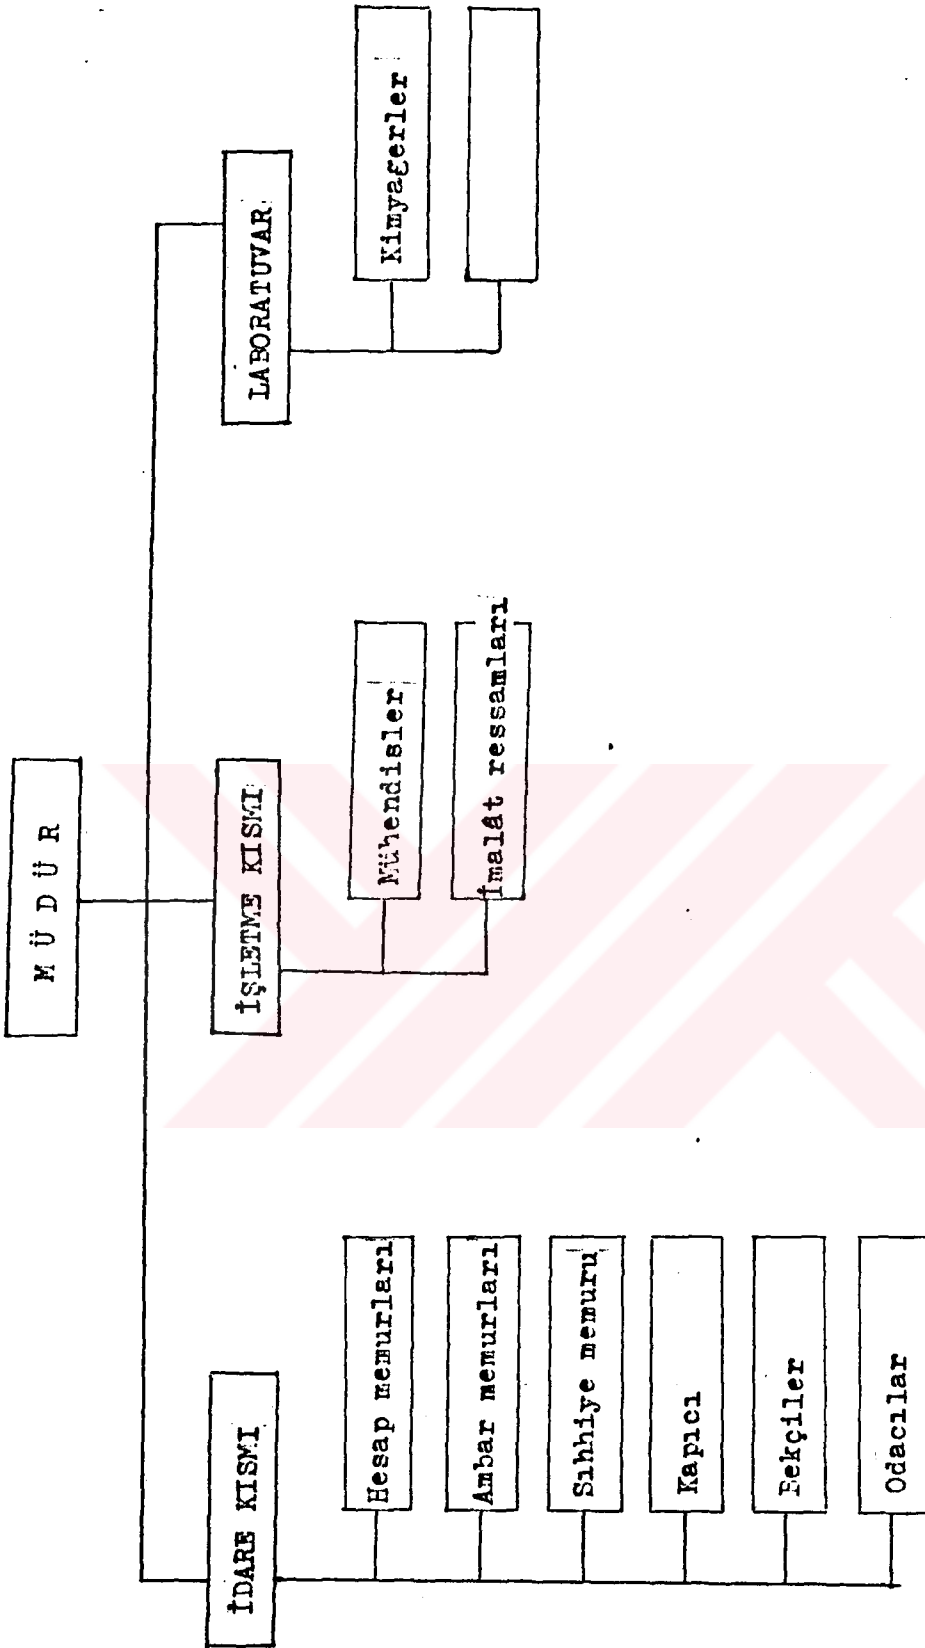 MÜDÜR
İDARE KISMI
Hesap memurları
Ambar memurları
Sıhhiye memuru
Kapıcı
Bekçiler
Odacılar
İŞLETME KISMI
Mühendisler
İmalât ressamları
LABORATUVAR
Kimyagerler